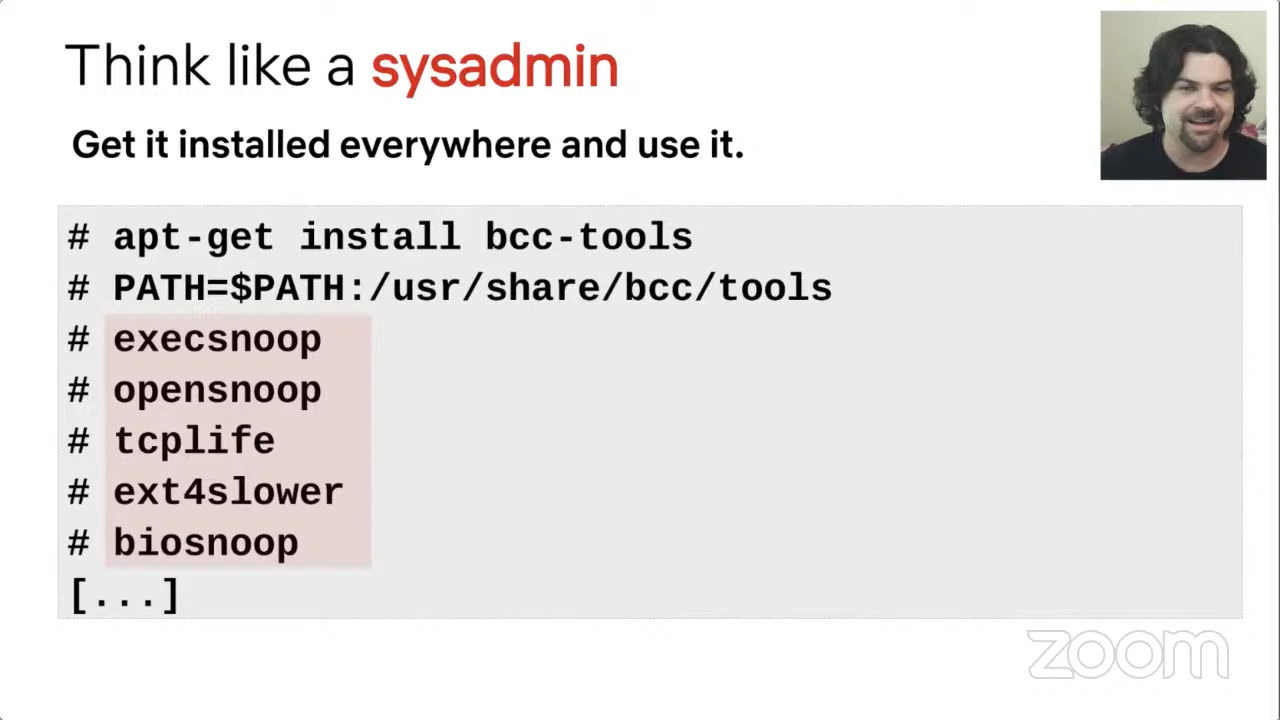 Think like a sysadmin
Get it installed everywhere and use it.
# apt-get install bcc-tools
# PATH=$PATH:/usr/share/bcc/tools
# execsnoop
# opensnoop
# tcplife
# ext4slower
# biosnoop
[...]
zoom